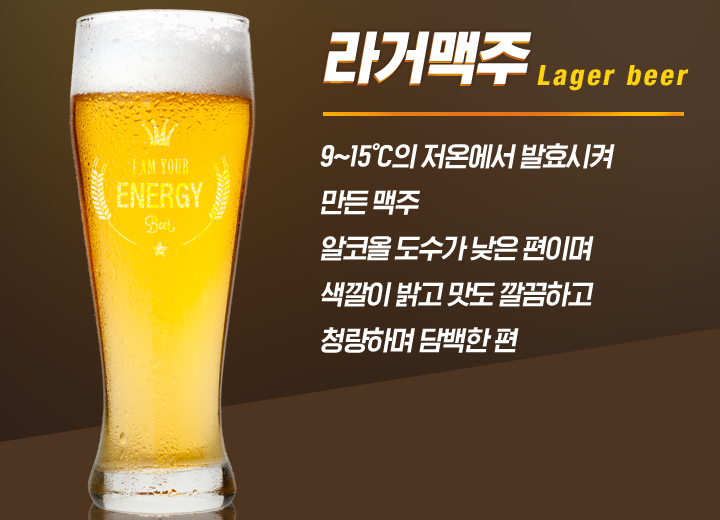 라거맥주 Lager beer
9~15℃의 저온에서 발효시켜
만든 맥주
알코올 도수가 낮은 편이며
색깔이 밝고 맛도 깔끔하고
청량하며 담백한 편
I AM YOUR
ENERGY
Beer